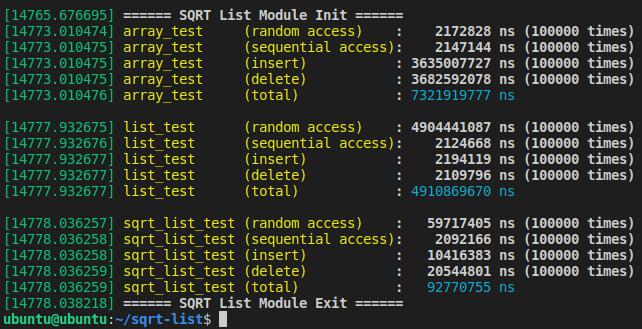 [14765.676695] ====== SQRT List Module Init ======
[14773.010474] array_test     (random access)    :    2172828 ns (100000 times)
[14773.010475] array_test     (sequential access):    2147144 ns (100000 times)
[14773.010475] array_test     (insert)           : 3635007727 ns (100000 times)
[14773.010475] array_test     (delete)           : 3682592078 ns (100000 times)
[14773.010476] array_test     (total)            : 7321919777 ns
[14777.932675] list_test      (random access)    : 4904441087 ns (100000 times)
[14777.932676] list_test      (sequential access):    2124668 ns (100000 times)
[14777.932677] list_test      (insert)           :    2194119 ns (100000 times)
[14777.932677] list_test      (delete)           :    2109796 ns (100000 times)
[14777.932677] list_test      (total)            : 4910869670 ns
[14778.036257] sqrt_list_test (random access)    :   59717405 ns (100000 times)
[14778.036258] sqrt_list_test (sequential access):    2092166 ns (100000 times)
[14778.036258] sqrt_list_test (insert)           :   10416383 ns (100000 times)
[14778.036259] sqrt_list_test (delete)           :   20544801 ns (100000 times)
[14778.036259] sqrt_list_test (total)            :   92770755 ns
[14778.038218] ====== SQRT List Module Exit ======
ubuntu@ubuntu:~/sqrt-list$